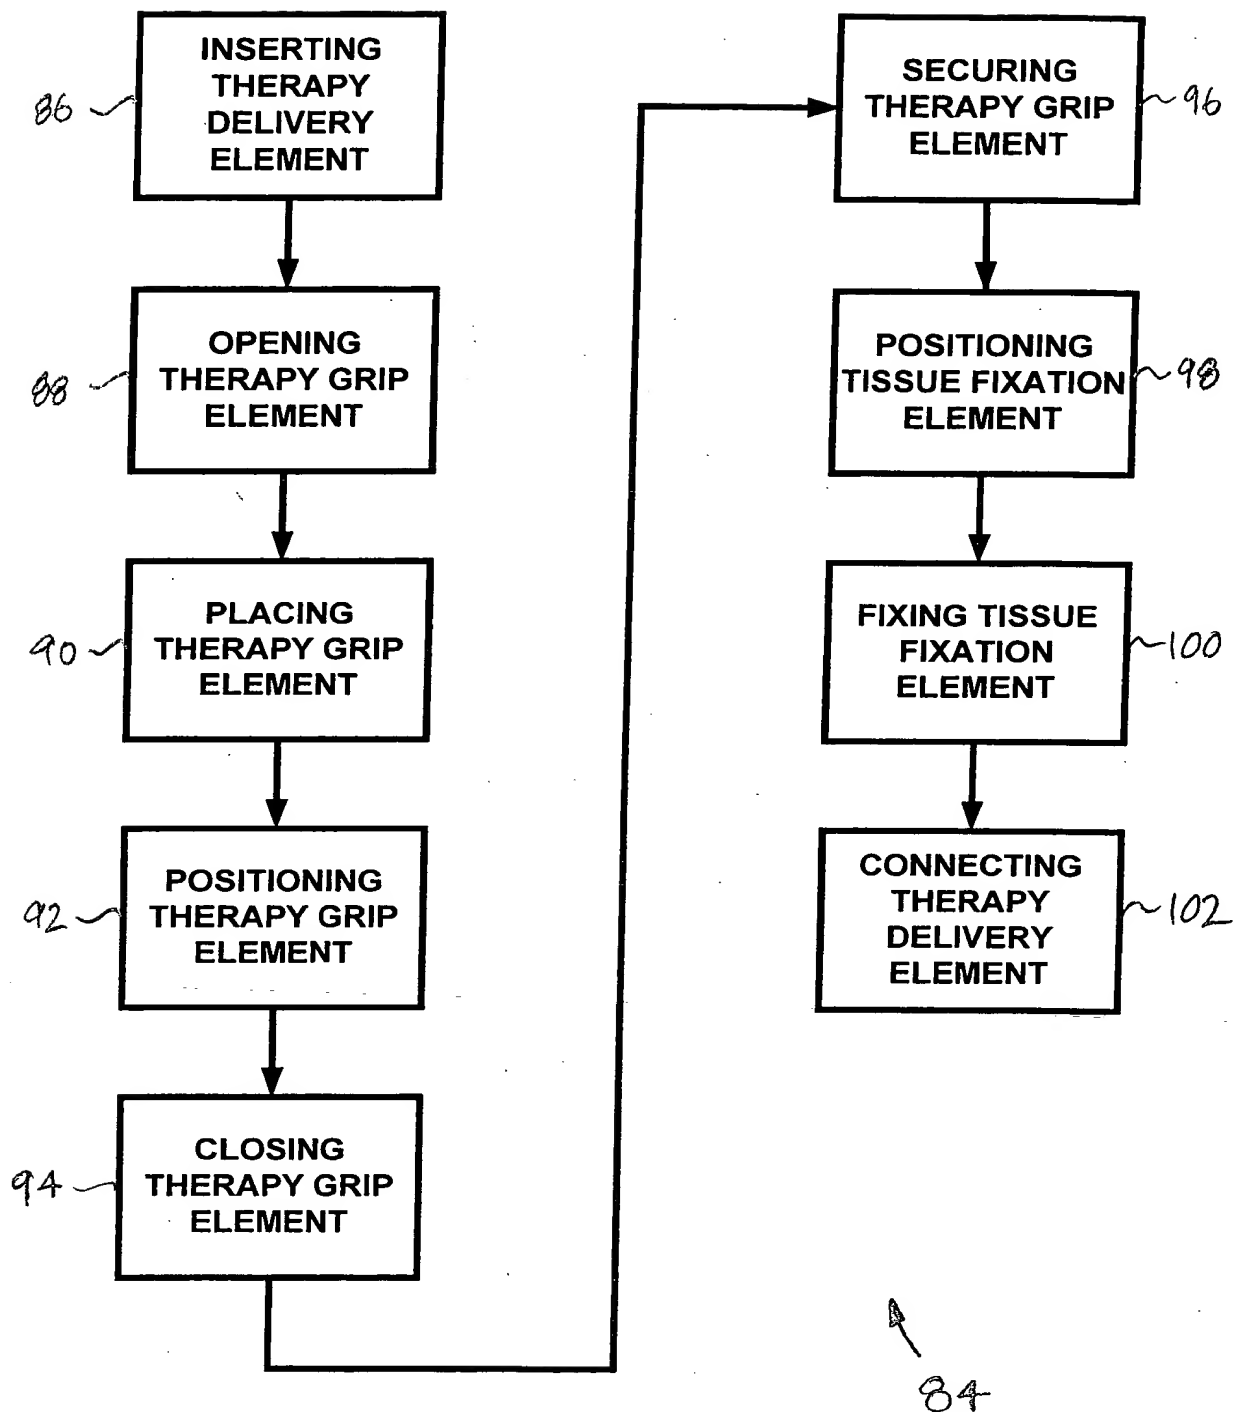 INSERTING
THERAPY
DELIVERY
ELEMENT
86
OPENING
THERAPY GRIP
ELEMENT
88
PLACING
THERAPY GRIP
ELEMENT
90
POSITIONING
THERAPY GRIP
ELEMENT
92
CLOSING
THERAPY GRIP
ELEMENT
94
SECURING
THERAPY GRIP
ELEMENT
96
POSITIONING
TISSUE FIXATION
ELEMENT
98
FIXING TISSUE
FIXATION
ELEMENT
100
CONNECTING
THERAPY
DELIVERY
ELEMENT
102
84